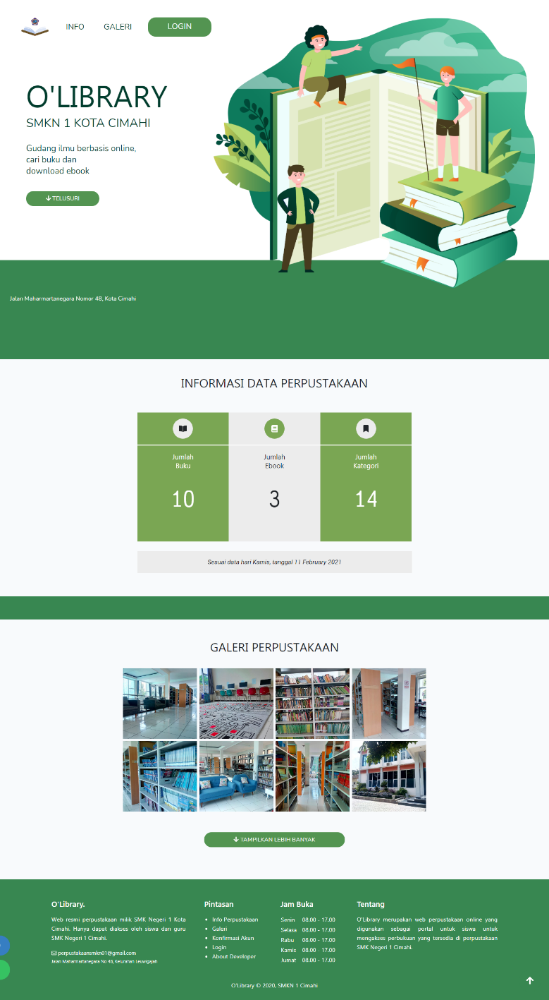 INFO GALERI LOGIN
O'LIBRARY
SMKN 1 KOTA CIMAHI
Gudang ilmu berbasis online,
cari buku dan
download ebook
TELUSURI
Jalan Maharmartanegara Nomor 48, Kota Cimahi
INFORMASI DATA PERPUSTAKAAN
Jumlah
Buku
10
Jumlah
Ebook
3
Jumlah
Kategori
14
Sesuai data hari Kamis, tanggal 11 February 2021
GALERI PERPUSTAKAAN
TAMPILKAN LEBIH BANYAK
O'Library.
Web resmi perpustakaan milik SMK Negeri 1 Kota
Cimahi. Hanya dapat diakses oleh siswa dan guru
SMK Negeri 1 Cimahi.
perpustakaansmkn01@gmail.com
Jalan Maharmartanegara No 48, Kelurahan Leuwigajah
Pintasan
Info Perpustakaan
Galeri
Konfirmasi Akun
Login
About Developer
Jam Buka
Senin 08.00 - 17.00
Selasa 08.00 - 17.00
Rabu 08.00 - 17.00
Kamis 08.00 - 17.00
Jumat 08.00 - 17.00
Tentang
O'Library merupakan web perpustakaan online yang
digunakan sebagai portal untuk siswa untuk
mengakses perbukuan yang tersedia di perpustakaan
SMK Negeri 1 Cimahi.
O'Library © 2020, SMKN 1 Cimahi